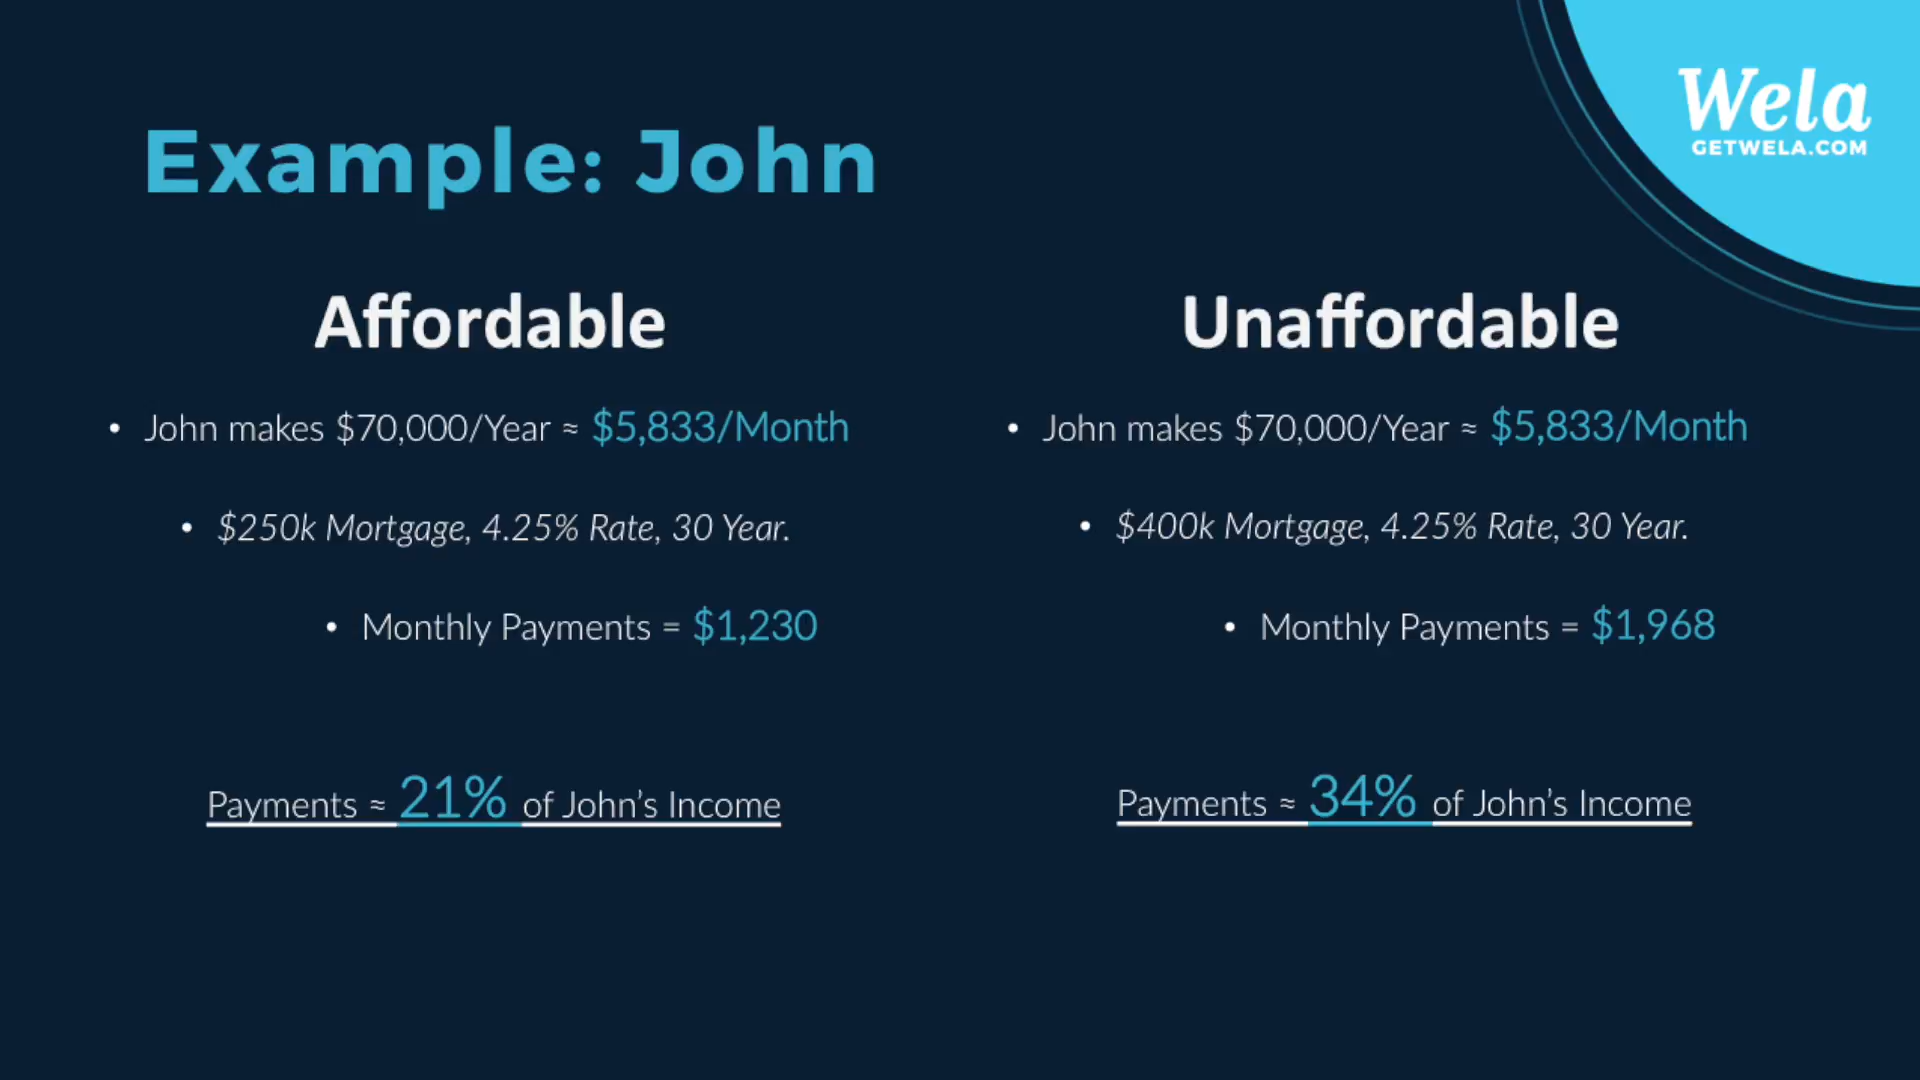 Wela
GETWELA.COM
Example: John
Affordable
• John makes $70,000/Year ≈ $5,833/Month
• $250k Mortgage, 4.25% Rate, 30 Year.
• Monthly Payments = $1,230
Payments ≈ 21% of John’s Income
Unaffordable
• John makes $70,000/Year ≈ $5,833/Month
• $400k Mortgage, 4.25% Rate, 30 Year.
• Monthly Payments = $1,968
Payments ≈ 34% of John’s Income